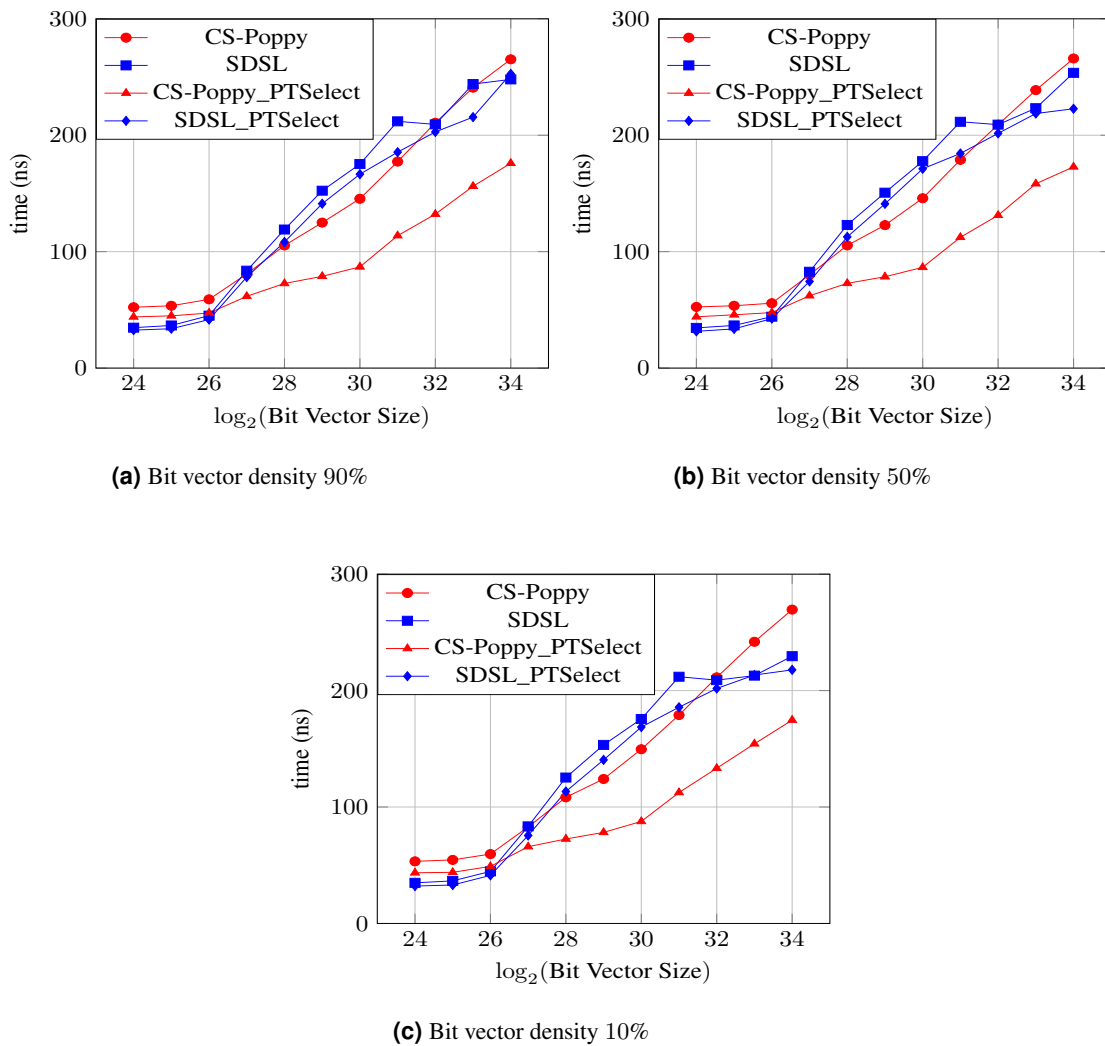 300
200
100
0
time (ns)
CS-Poppy
SDSL
CS-Poppy_PTSelect
SDSL_PTSelect
24 26 28 30 32 34
log₂(Bit Vector Size)
(a) Bit vector density 90%
300
200
100
0
time (ns)
CS-Poppy
SDSL
CS-Poppy_PTSelect
SDSL_PTSelect
24 26 28 30 32 34
log₂(Bit Vector Size)
(b) Bit vector density 50%
300
200
100
0
time (ns)
CS-Poppy
SDSL
CS-Poppy_PTSelect
SDSL_PTSelect
24 26 28 30 32 34
log₂(Bit Vector Size)
(c) Bit vector density 10%